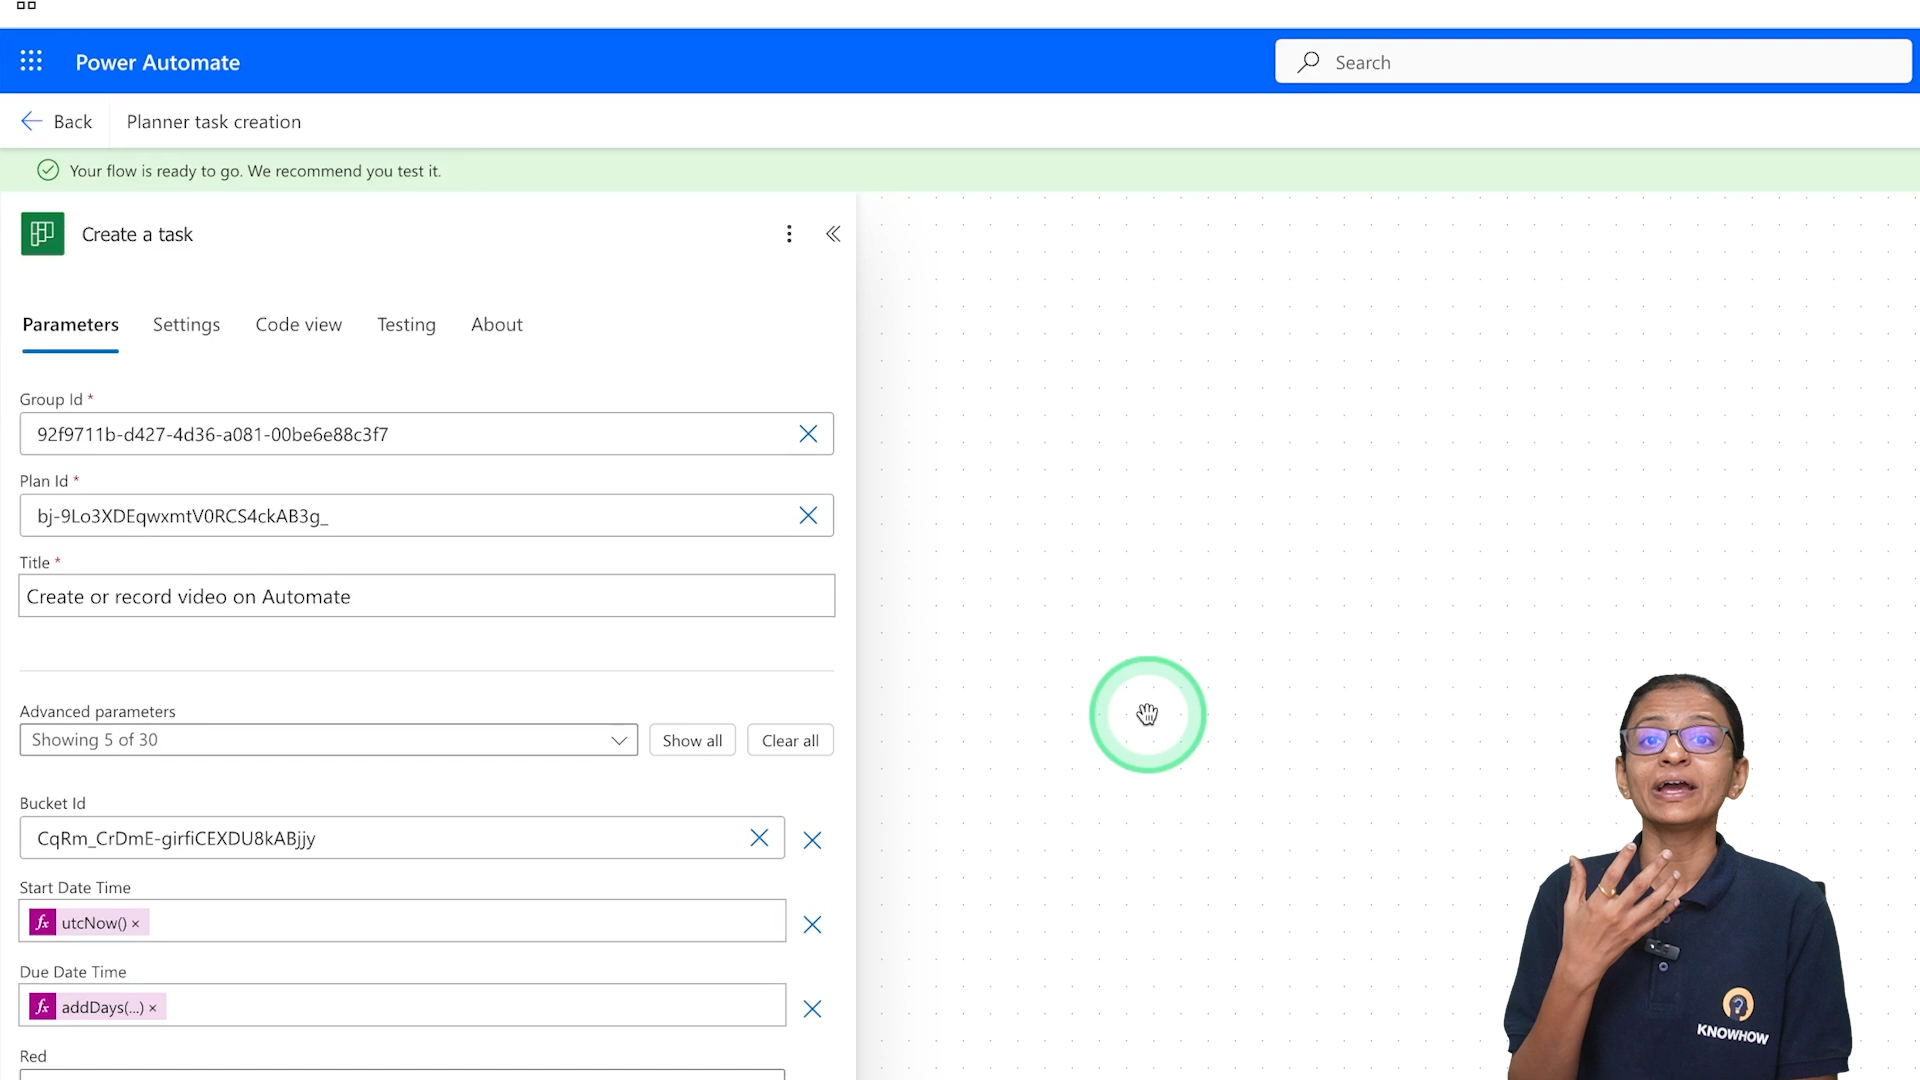 Power Automate
Search
Back
Planner task creation
Your flow is ready to go. We recommend you test it.
Create a task
Parameters
Settings
Code view
Testing
About
Group Id *
92f9711b-d427-4d36-a081-00be6e88c3f7
Plan Id *
bj-9Lo3XDEqwxmtV0RCS4ckAB3g_
Title *
Create or record video on Automate
Advanced parameters
Showing 5 of 30
Show all
Clear all
Bucket Id
CqRm_CrDmE-girfiCEXDU8kABjjy
Start Date Time
fx utcNow() ×
Due Date Time
fx addDays(...) ×
Red
?
KNOWHOW